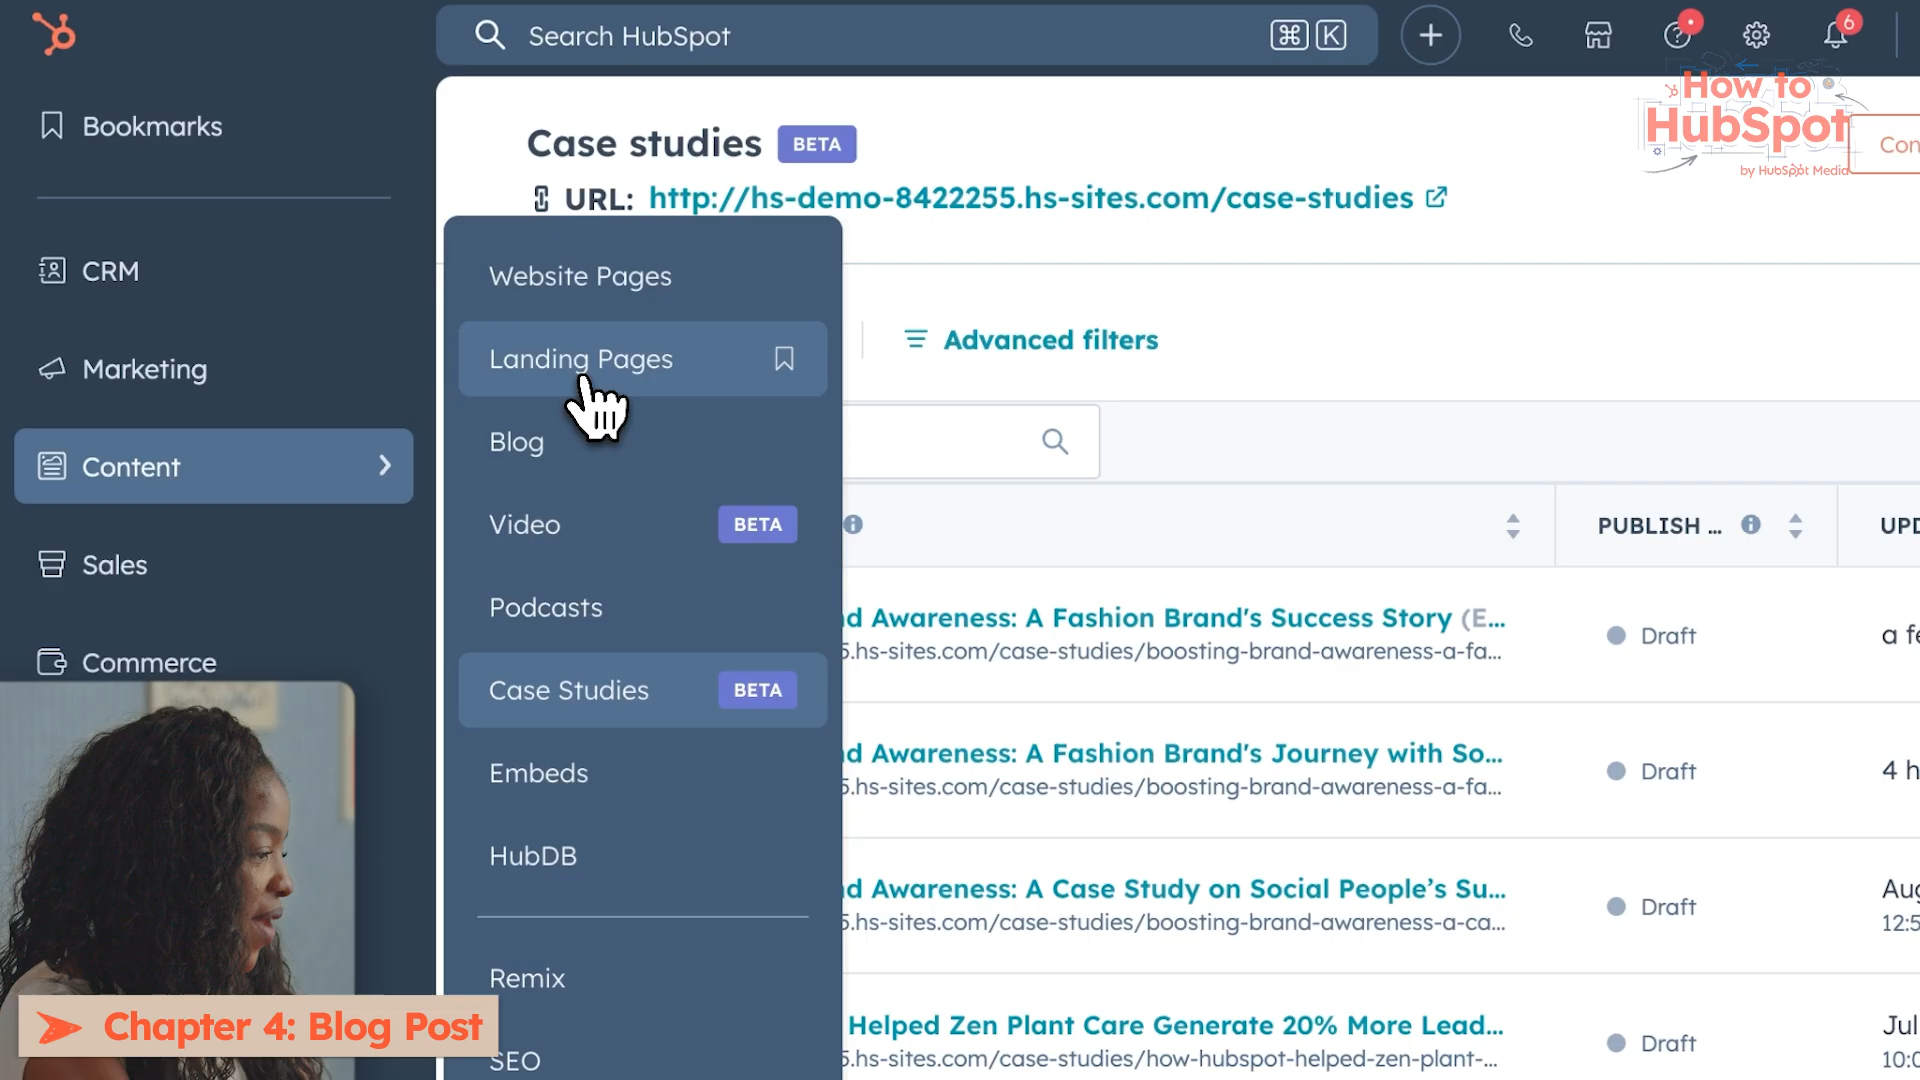 Search HubSpot
⌘ K
6
Bookmarks
CRM
Marketing
Content
Sales
Commerce
Case studies BETA
URL: http://hs-demo-8422255.hs-sites.com/case-studies
How to
HubSpot
by HubSpot Media
Con
Website Pages
Landing Pages
Blog
Video BETA
Podcasts
Case Studies BETA
Embeds
HubDB
Remix
SEO
Advanced filters
PUBLISH ...
UPD
d Awareness: A Fashion Brand's Success Story (E...
5.hs-sites.com/case-studies/boosting-brand-awareness-a-fa...
Draft
a fe
d Awareness: A Fashion Brand's Journey with So...
5.hs-sites.com/case-studies/boosting-brand-awareness-a-fa...
Draft
4 h
d Awareness: A Case Study on Social People’s Su...
5.hs-sites.com/case-studies/boosting-brand-awareness-a-ca...
Draft
Aug
12:5
Helped Zen Plant Care Generate 20% More Lead...
5.hs-sites.com/case-studies/how-hubspot-helped-zen-plant-...
Draft
Jul
10:0
Chapter 4: Blog Post